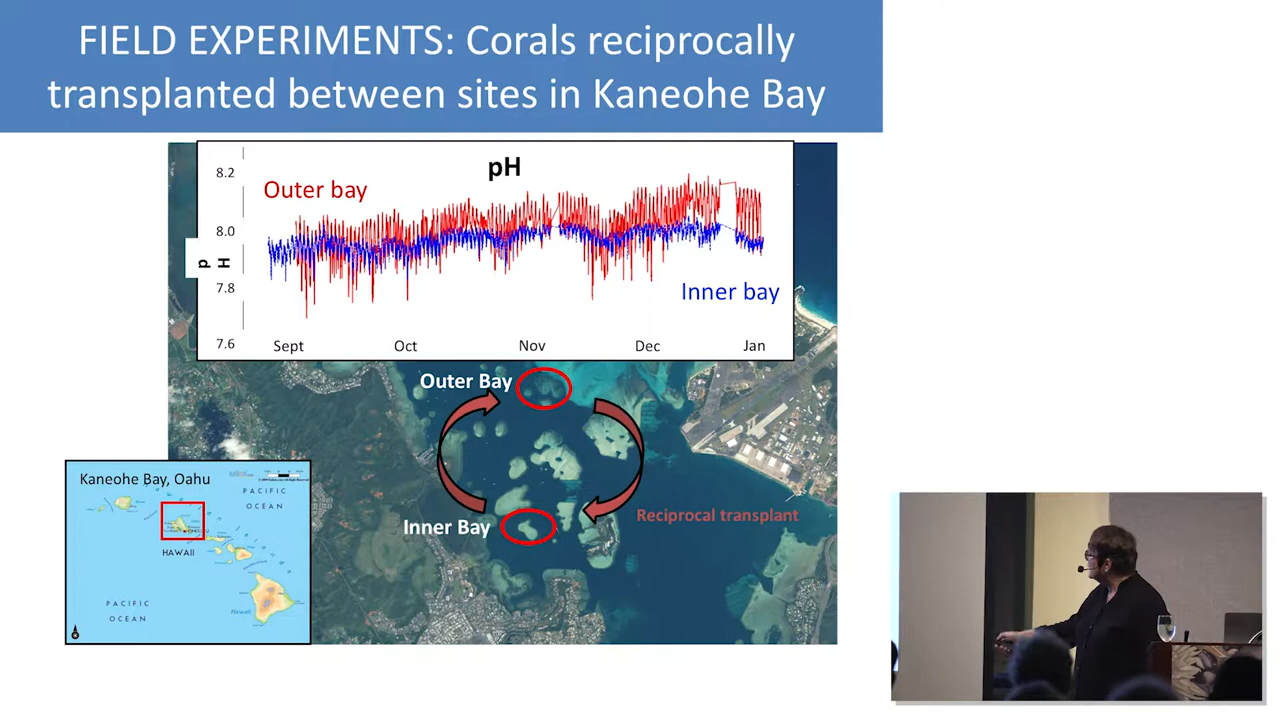 FIELD EXPERIMENTS: Corals reciprocally
transplanted between sites in Kaneohe Bay
pH
Outer bay
8.2
8.0
p H
7.8
7.6
Inner bay
Sept Oct Nov Dec Jan
Outer Bay
Inner Bay
Reciprocal transplant
Kaneohe Bay, Oahu
PACIFIC
OCEAN
HAWAII
Hawaii
PACIFIC
OCEAN